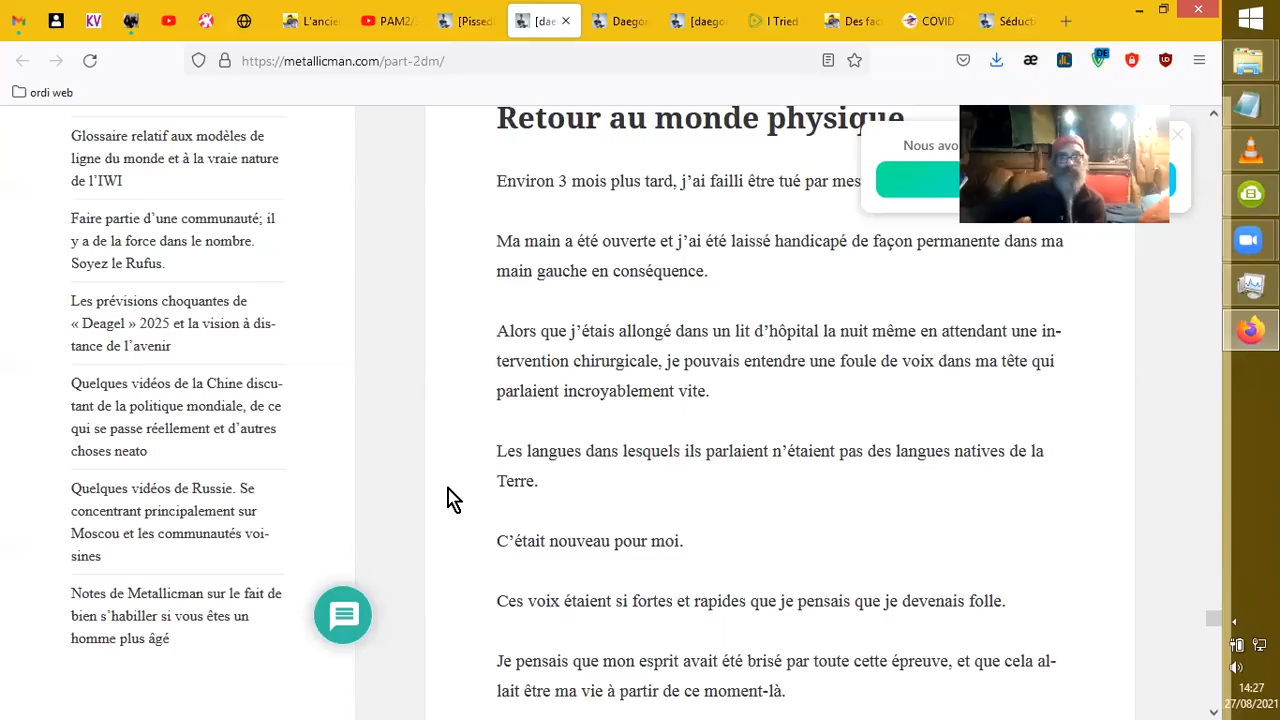 L'ancie
PAM2/
[Pissed
[dae
Daegon
[daegor
I Tried
Des fac
COVID
Séducti
https://metallicman.com/part-2dm/
DE
ordi web
Glossaire relatif aux modèles de
ligne du monde et à la vraie nature
de l'IWI
Faire partie d'une communauté; il
y a de la force dans le nombre.
Soyez le Rufus.
Les prévisions choquantes de
« Deagel » 2025 et la vision à dis-
tance de l'avenir
Quelques vidéos de la Chine discu-
tant de la politique mondiale, de ce
qui se passe réellement et d'autres
choses neato
Quelques vidéos de Russie. Se
concentrant principalement sur
Moscou et les communautés voi-
sines
Notes de Metallicman sur le fait de
bien s'habiller si vous êtes un
homme plus âgé
Retour au monde physique
Nous avo
Environ 3 mois plus tard, j'ai failli être tué par mes
Ma main a été ouverte et j'ai été laissé handicapé de façon permanente dans ma
main gauche en conséquence.
Alors que j'étais allongé dans un lit d'hôpital la nuit même en attendant une in-
tervention chirurgicale, je pouvais entendre une foule de voix dans ma tête qui
parlaient incroyablement vite.
Les langues dans lesquels ils parlaient n'étaient pas des langues natives de la
Terre.
C'était nouveau pour moi.
Ces voix étaient si fortes et rapides que je pensais que je devenais folle.
Je pensais que mon esprit avait été brisé par toute cette épreuve, et que cela al-
lait être ma vie à partir de ce moment-là.
14:27
27/08/2021